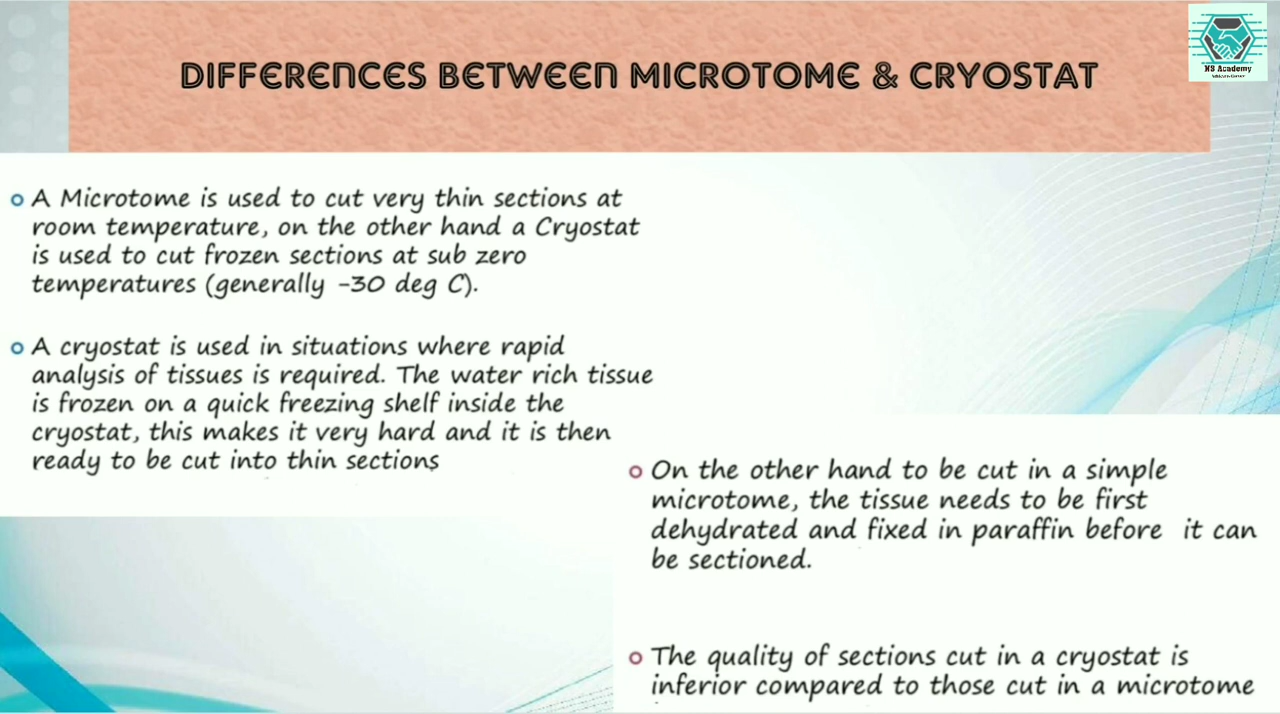 DIFFERENCES BETWEEN MICROTOME & CRYOSTAT
NS Academy
A Microtome is used to cut very thin sections at
room temperature, on the other hand a Cryostat
is used to cut frozen sections at sub zero
temperatures (generally -30 deg C).
A cryostat is used in situations where rapid
analysis of tissues is required. The water rich tissue
is frozen on a quick freezing shelf inside the
cryostat, this makes it very hard and it is then
ready to be cut into thin sections
On the other hand to be cut in a simple
microtome, the tissue needs to be first
dehydrated and fixed in paraffin before it can
be sectioned.
The quality of sections cut in a cryostat is
inferior compared to those cut in a microtome